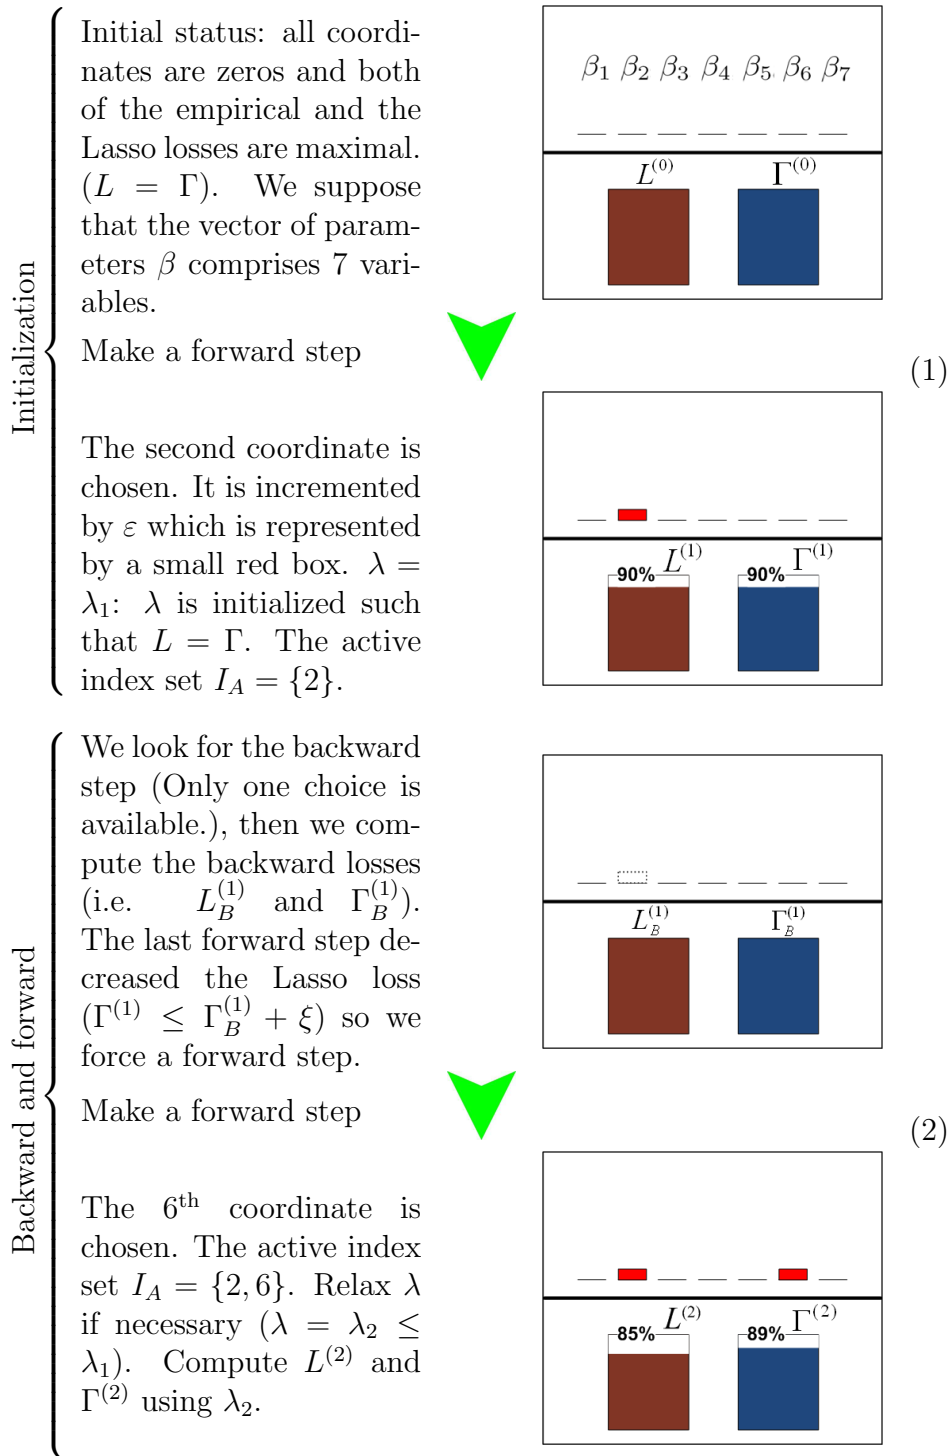 Initialization
Initial status: all coordi-
nates are zeros and both
of the empirical and the
Lasso losses are maximal.
(L = Γ). We suppose
that the vector of param-
eters β comprises 7 vari-
ables.
β1 β2 β3 β4 β5 β6 β7
L^(0) Γ^(0)
Make a forward step
(1)
The second coordinate is
chosen. It is incremented
by ε which is represented
by a small red box. λ =
λ1: λ is initialized such
that L = Γ. The active
index set I_A = {2}.
L^(1) Γ^(1)
90% 90%
Backward and forward
We look for the backward
step (Only one choice is
available.), then we com-
pute the backward losses
(i.e. L_B^(1) and Γ_B^(1)).
The last forward step de-
creased the Lasso loss
(Γ^(1) ≤ Γ_B^(1) + ξ) so we
force a forward step.
L_B^(1) Γ_B^(1)
Make a forward step
(2)
The 6th coordinate is
chosen. The active index
set I_A = {2, 6}. Relax λ
if necessary (λ = λ2 ≤
λ1). Compute L^(2) and
Γ^(2) using λ2.
L^(2) Γ^(2)
85% 89%